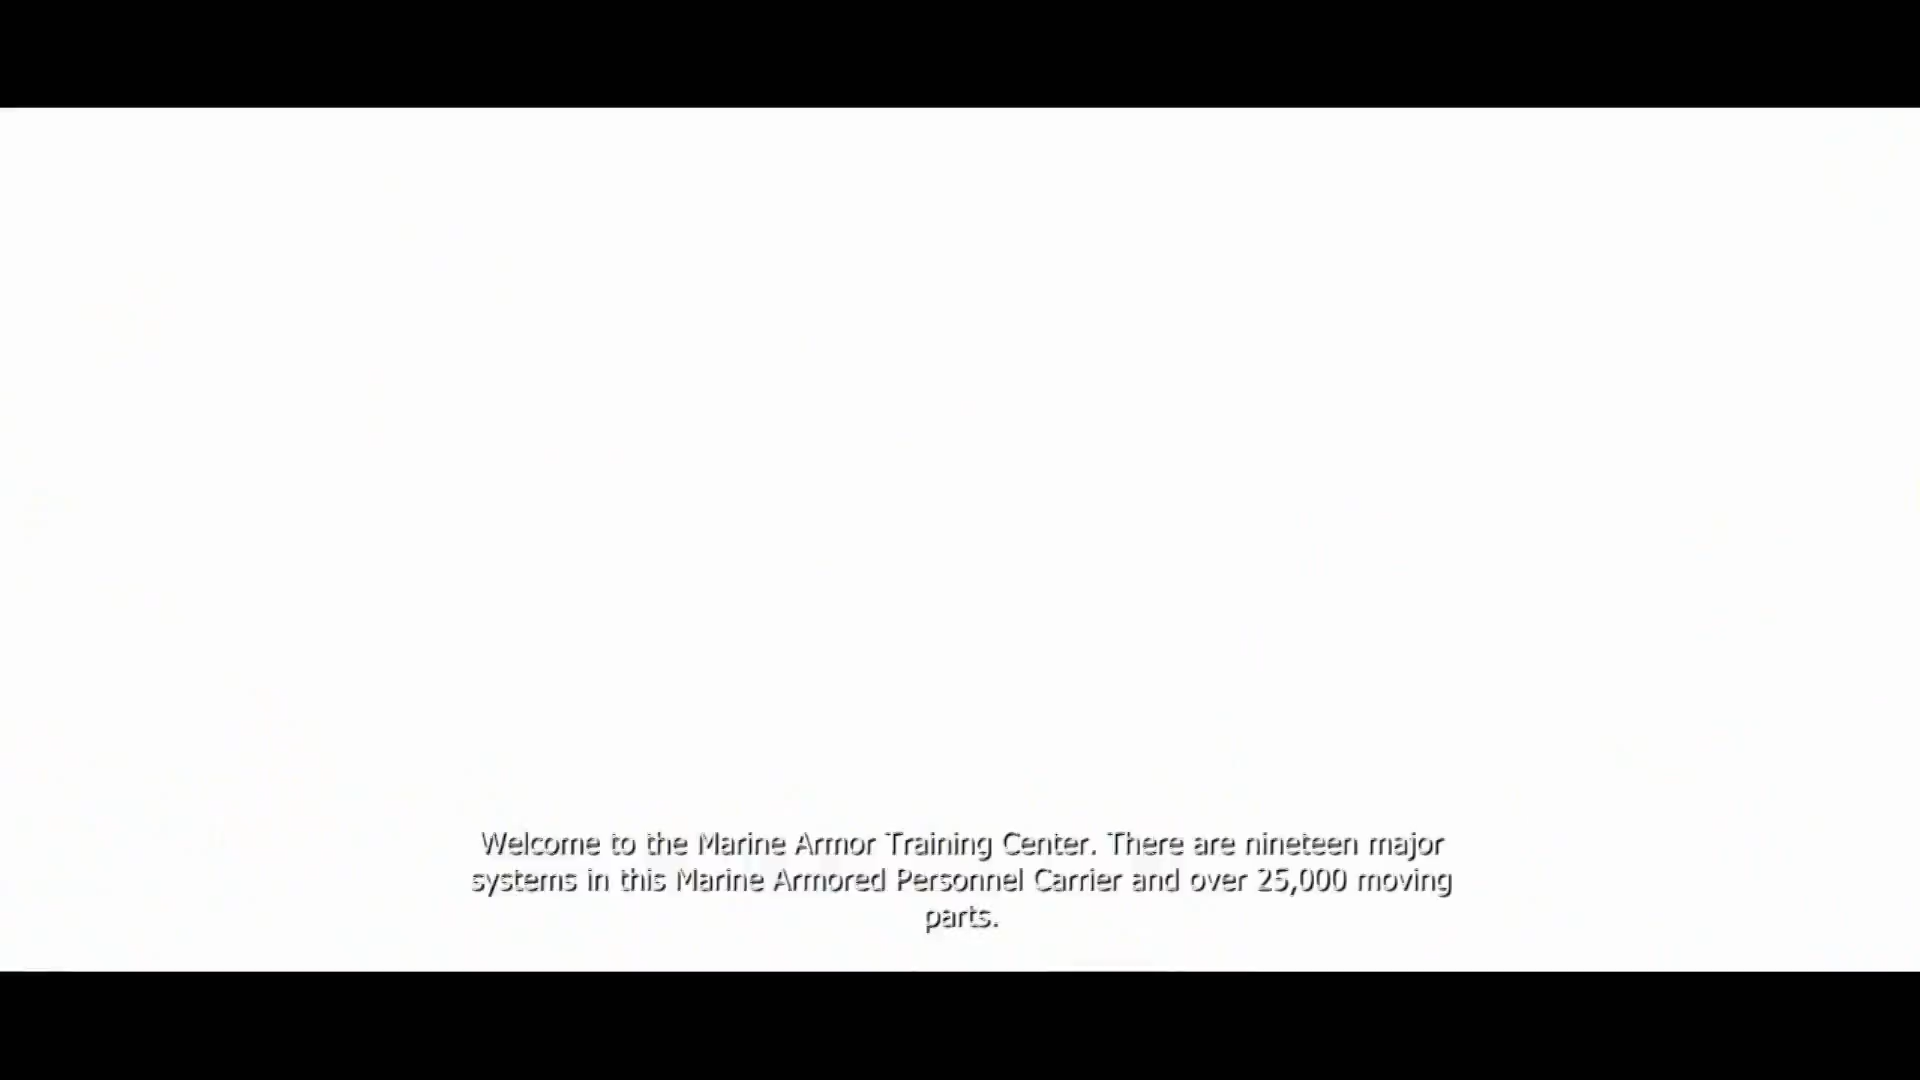 Welcome to the Marine Armor Training Center. There are nineteen major
systems in this Marine Armored Personnel Carrier and over 25,000 moving
parts.